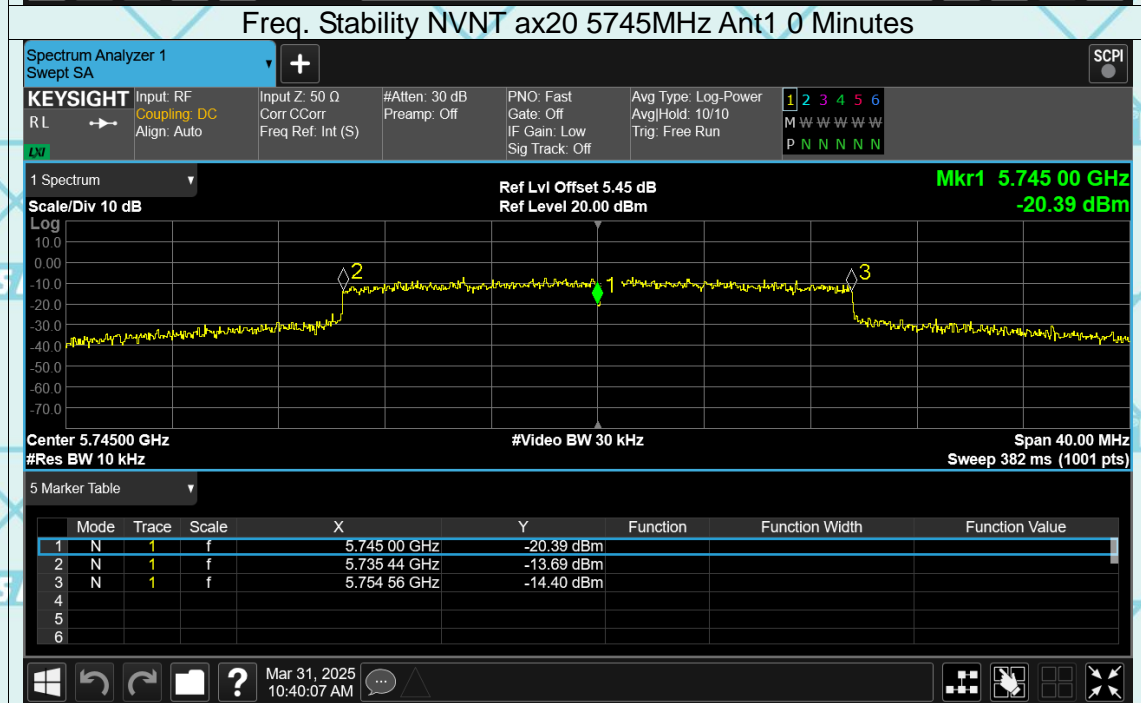 Freq. Stability NVNT ax20 5745MHz Ant1 0 Minutes
Spectrum Analyzer 1
Swept SA
+
SCPI
KEYSIGHT
RL
LXI
Input: RF
Coupling: DC
Align: Auto
Input Z: 50 Ω
Corr CCorr
Freq Ref: Int (S)
#Atten: 30 dB
Preamp: Off
PNO: Fast
Gate: Off
IF Gain: Low
Sig Track: Off
Avg Type: Log-Power
Avg|Hold: 10/10
Trig: Free Run
1 2 3 4 5 6
M W W W W W
P N N N N N
1 Spectrum
Scale/Div 10 dB
Ref Lvl Offset 5.45 dB
Ref Level 20.00 dBm
Mkr1 5.745 00 GHz
-20.39 dBm
Log
10.0
0.00
-10.0
-20.0
-30.0
-40.0
-50.0
-60.0
-70.0
2
1
3
Center 5.74500 GHz
#Video BW 30 kHz
Span 40.00 MHz
#Res BW 10 kHz
Sweep 382 ms (1001 pts)
5 Marker Table
Mode Trace Scale X Y Function Function Width Function Value
1 N 1 f 5.745 00 GHz -20.39 dBm
2 N 1 f 5.735 44 GHz -13.69 dBm
3 N 1 f 5.754 56 GHz -14.40 dBm
4
5
6
?
Mar 31, 2025
10:40:07 AM